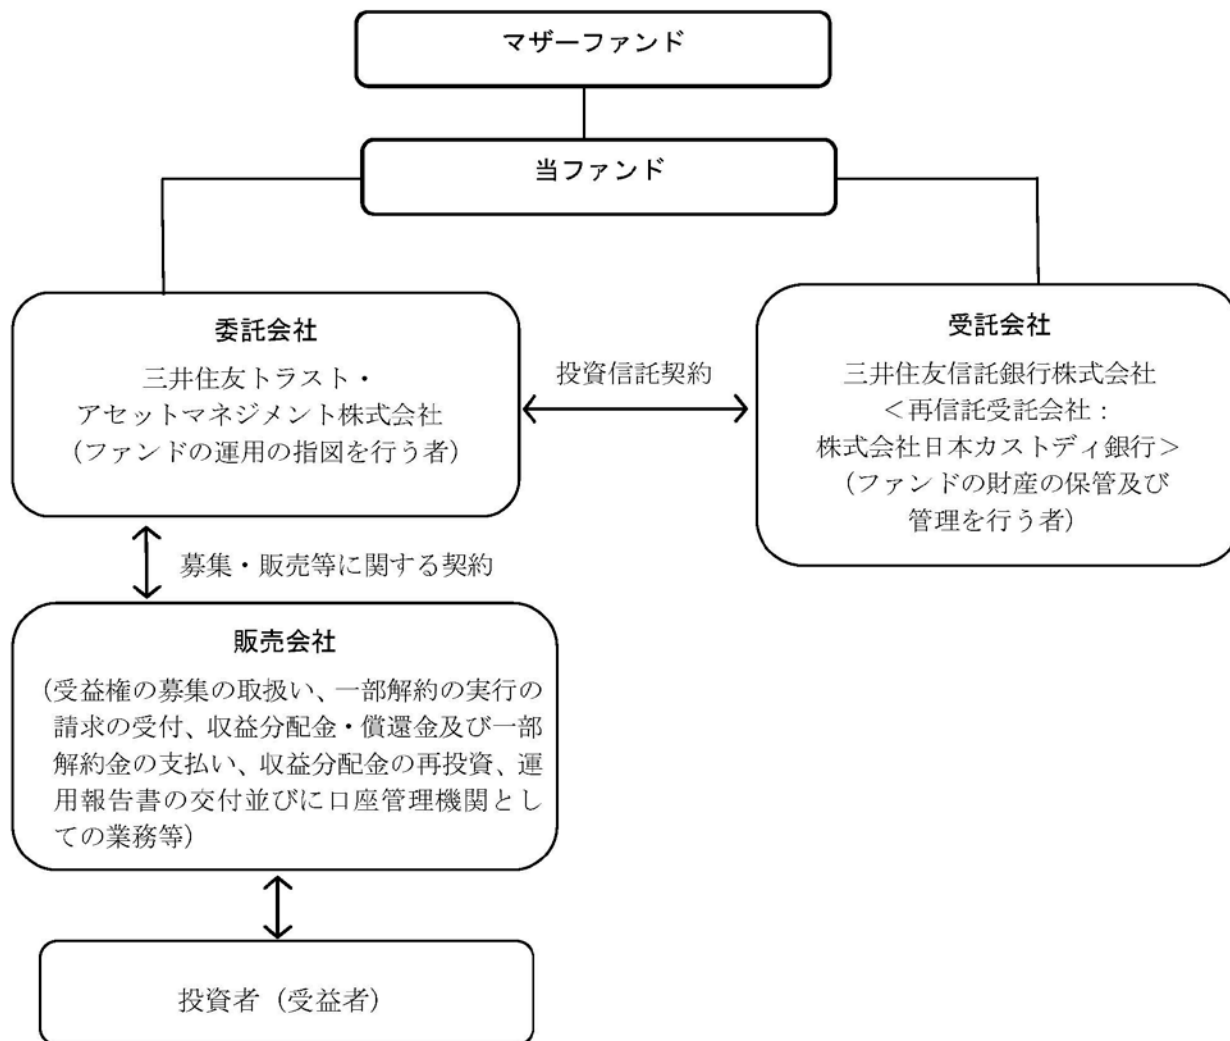 マザーファンド
当ファンド
委託会社
三井住友トラスト・
アセットマネジメント株式会社
（ファンドの運用の指図を行う者）
投資信託契約
受託会社
三井住友信託銀行株式会社
＜再信託受託会社：
株式会社日本カストディ銀行＞
（ファンドの財産の保管及び
管理を行う者）
募集・販売等に関する契約
販売会社
（受益権の募集の取扱い、一部解約の実行の
請求の受付、収益分配金・償還金及び一部
解約金の支払い、収益分配金の再投資、運
用報告書の交付並びに口座管理機関とし
ての業務等）
投資者（受益者）